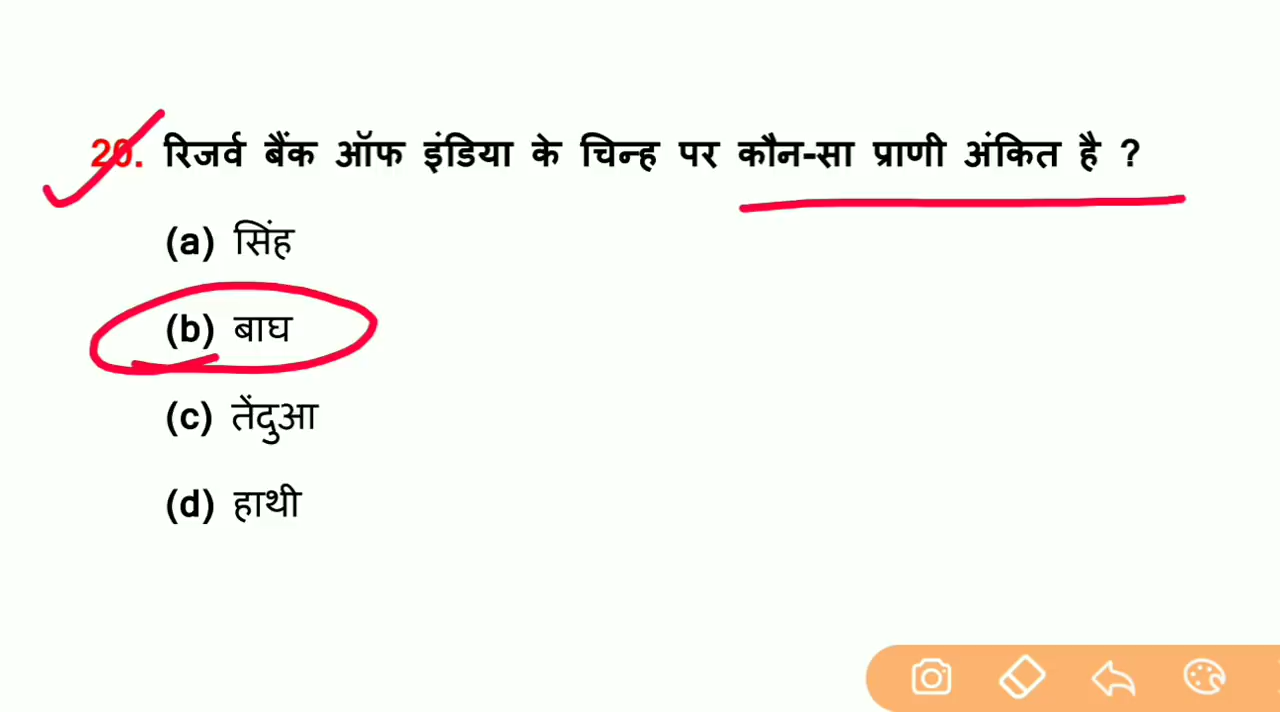 20. रिजर्व बैंक ऑफ इंडिया के चिन्ह पर कौन-सा प्राणी अंकित है ?
(a) सिंह
(b) बाघ
(c) तेंदुआ
(d) हाथी